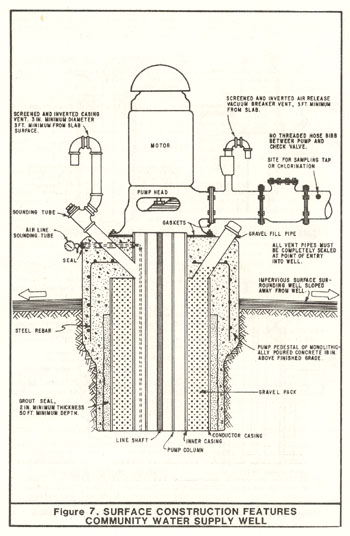 SCREENED AND INVERTED CASING
VENT. 3 IN. MINIMUM DIAMETER
3 FT. MINIMUM FROM SLAB
SURFACE.
SCREENED AND INVERTED AIR RELEASE
VACUUM BREAKER VENT, 3 FT. MINIMUM
FROM SLAB.
MOTOR
NO THREADED HOSE BIBB
BETWEEN PUMP AND
CHECK VALVE.
SITE FOR SAMPLING TAP
OR CHLORINATION
PUMP HEAD
SOUNDING TUBE
GASKETS
GRAVEL FILL PIPE
AIR LINE
SOUNDING TUBE
SEAL
ALL VENT PIPES MUST
BE COMPLETELY SEALED
AT POINT OF ENTRY
INTO WELL.
IMPERVIOUS SURFACE SUR-
ROUNDING WELL SLOPED
AWAY FROM WELL
STEEL REBAR
PUMP PEDESTAL OF MONOLITHIC-
ALLY POURED CONCRETE 18 IN.
ABOVE FINISHED GRADE
GRAVEL PACK
GROUT SEAL,
2 IN. MINIMUM THICKNESS
50 FT. MINIMUM DEPTH.
CONDUCTOR CASING
INNER CASING
LINE SHAFT
PUMP COLUMN
Figure 7. SURFACE CONSTRUCTION FEATURES
COMMUNITY WATER SUPPLY WELL